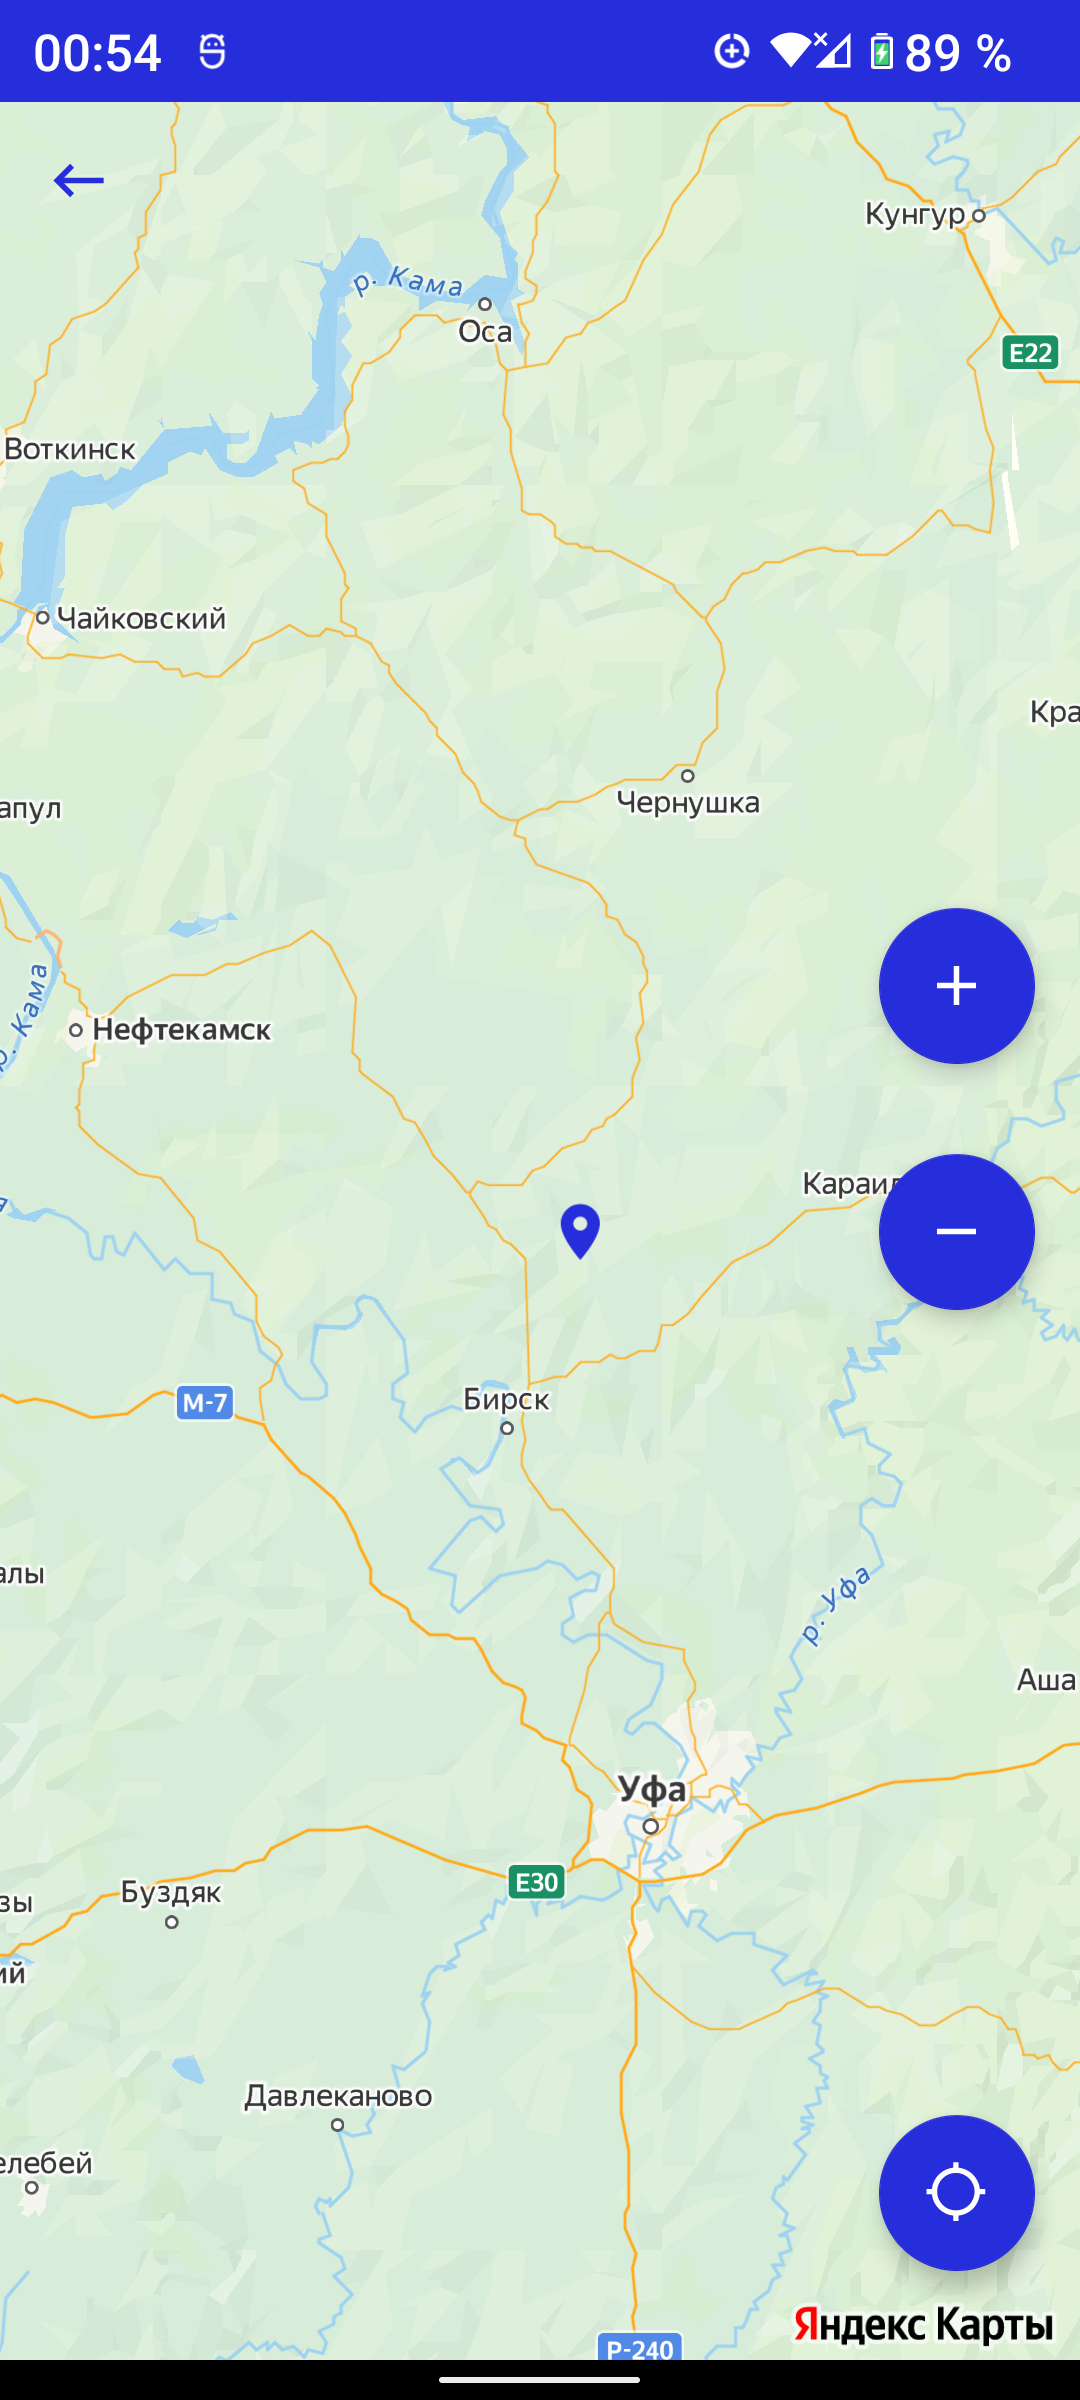 00:54
89 %
Кунгур
р. Кама
Оса
E22
Воткинск
Чайковский
Кра
апул
Чернушка
р. Кама
Нефтекамск
Караид
Бирск
М-7
алы
р. Уфа
Аша
Уфа
E30
Буздяк
зы
ий
Давлеканово
елебей
Яндекс Карты
Р-240